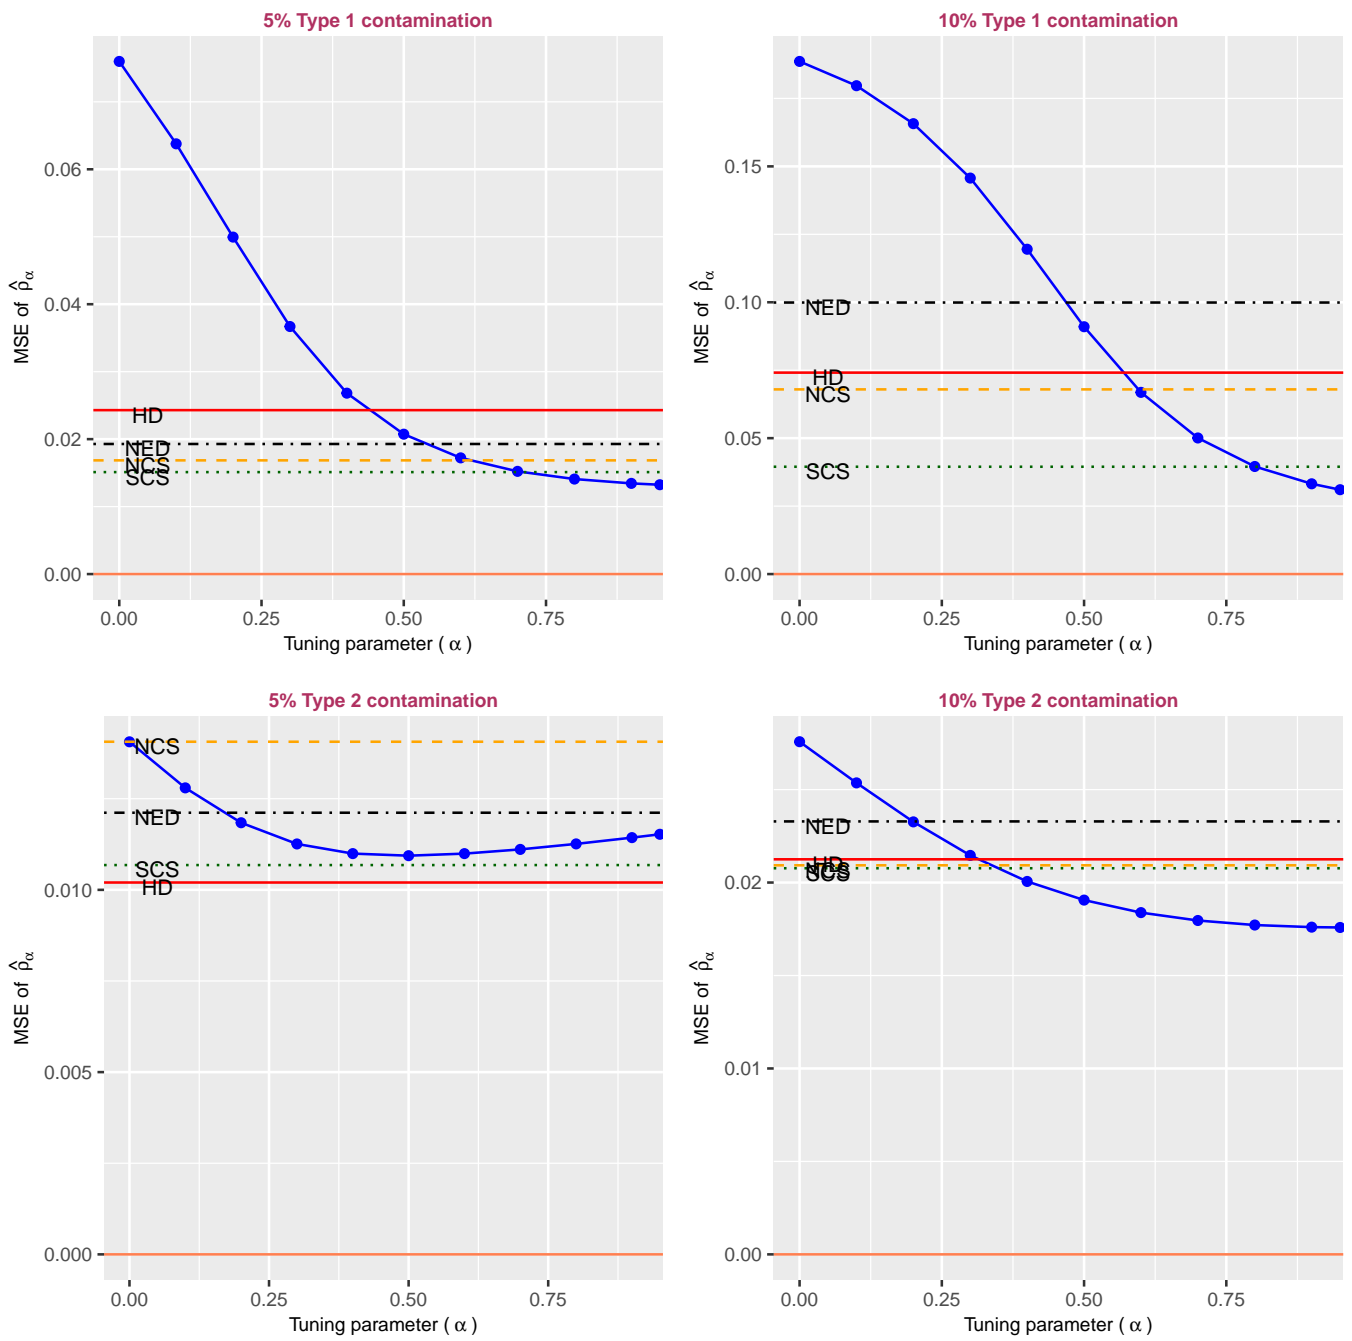 5% Type 1 contamination
MSE of ρ̂α
0.06
0.04
0.02
0.00
HD
NED
NCS
SCS
0.00 0.25 0.50 0.75
Tuning parameter ( α )
10% Type 1 contamination
MSE of ρ̂α
0.15
0.10
0.05
0.00
NED
HD
NCS
SCS
0.00 0.25 0.50 0.75
Tuning parameter ( α )
5% Type 2 contamination
MSE of ρ̂α
0.010
0.005
0.000
NCS
NED
SCS
HD
0.00 0.25 0.50 0.75
Tuning parameter ( α )
10% Type 2 contamination
MSE of ρ̂α
0.02
0.01
0.00
NED
HD
NCS
SCS
0.00 0.25 0.50 0.75
Tuning parameter ( α )